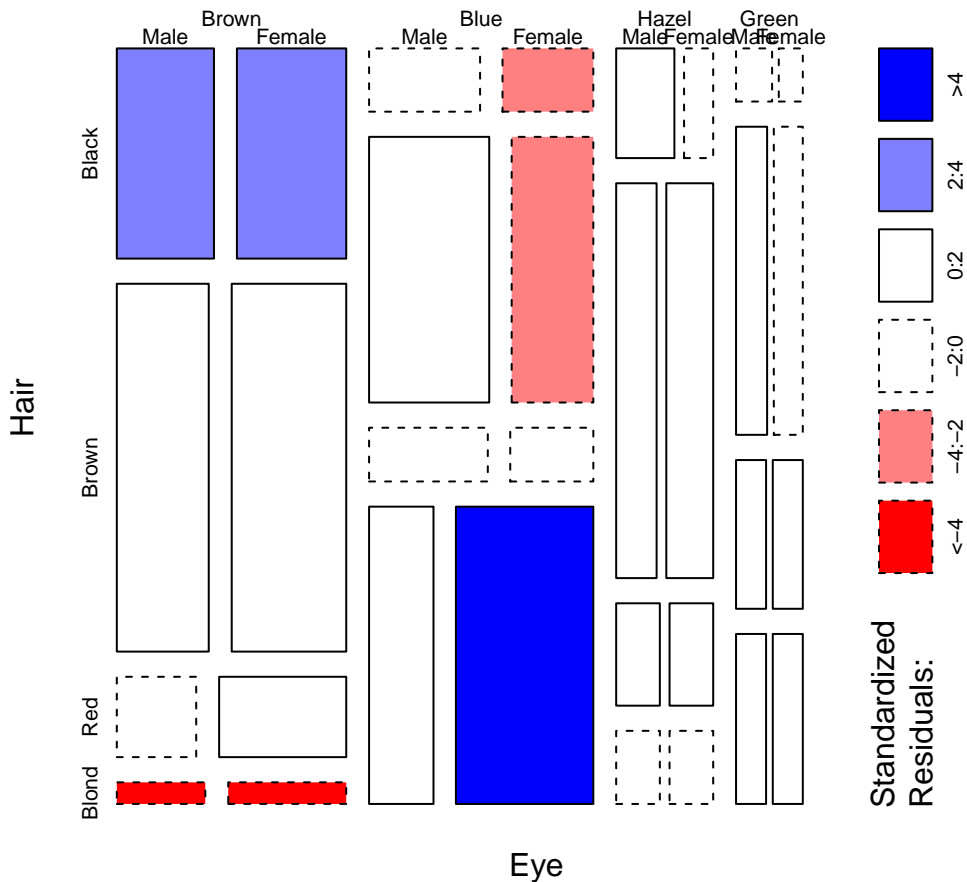 Brown Blue Hazel Green
Male Female Male Female Male Female Male Female
Black
Brown
Red
Blond
Hair
Eye
>4
2:4
0:2
−2:0
−4:−2
<−4
Standardized
Residuals: